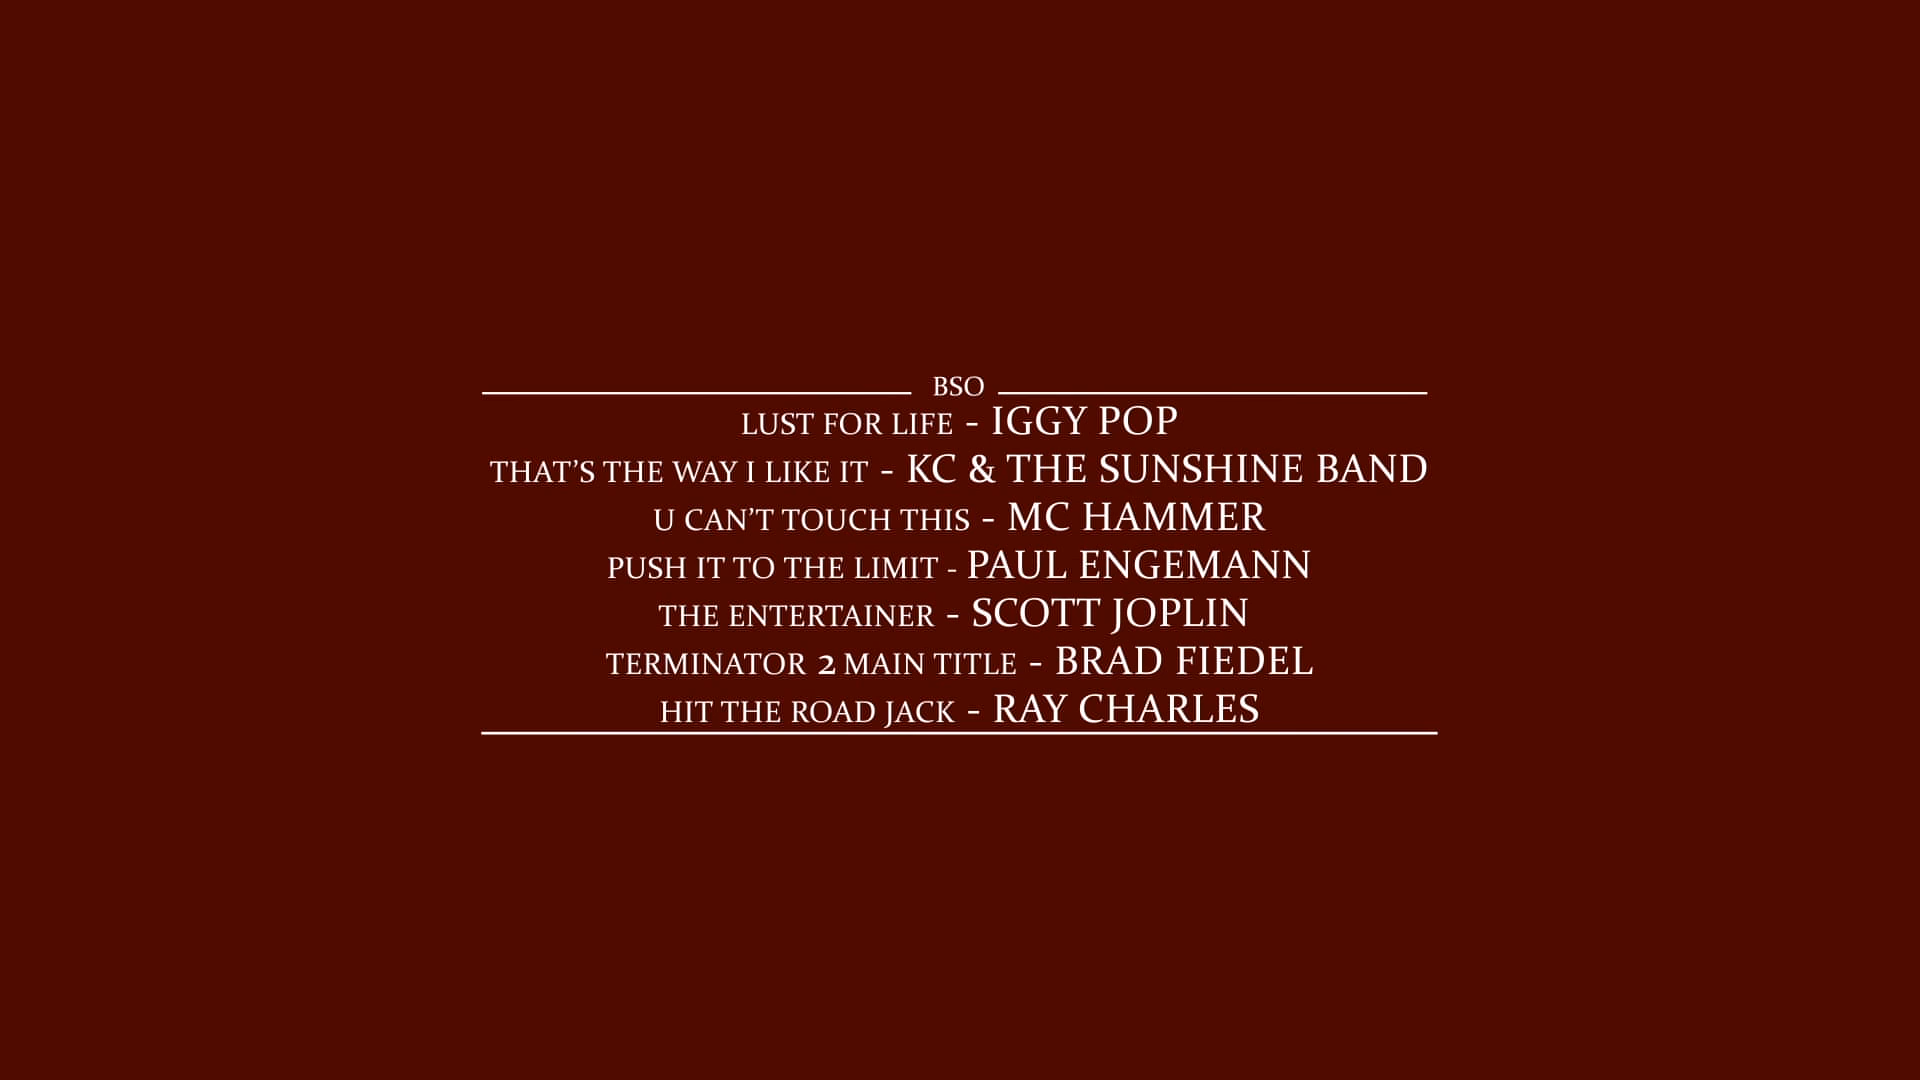 BSO
LUST FOR LIFE - IGGY POP
THAT’S THE WAY I LIKE IT - KC & THE SUNSHINE BAND
U CAN’T TOUCH THIS - MC HAMMER
PUSH IT TO THE LIMIT - PAUL ENGEMANN
THE ENTERTAINER - SCOTT JOPLIN
TERMINATOR 2 MAIN TITLE - BRAD FIEDEL
HIT THE ROAD JACK - RAY CHARLES